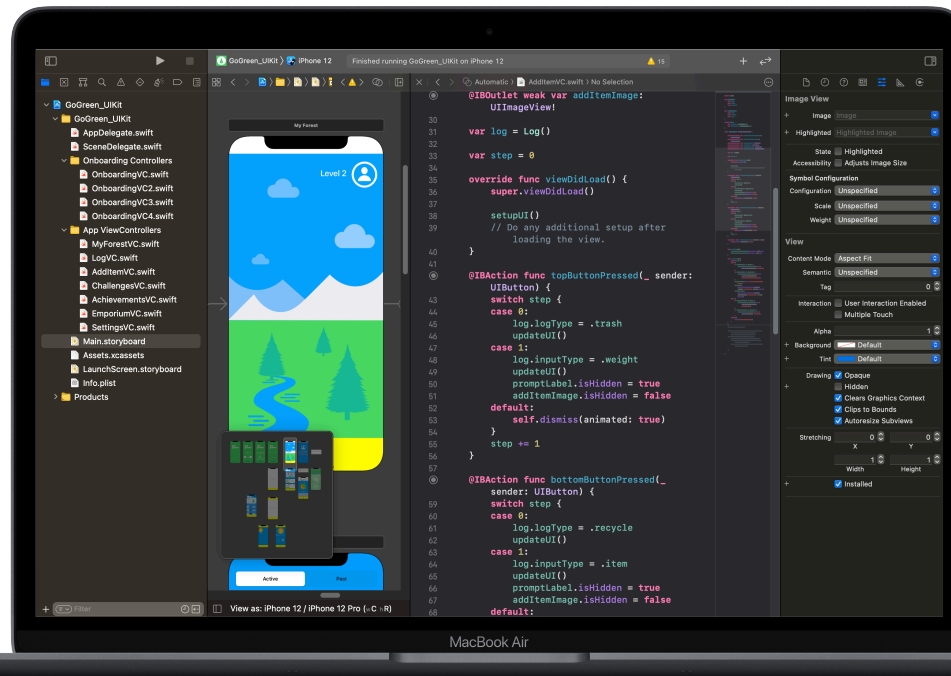 GoGreen_UIKit
iPhone 12
Finished running GoGreen_UIKit on iPhone 12
15
GoGreen_UIKit
GoGreen_UIKit
AppDelegate.swift
SceneDelegate.swift
Onboarding Controllers
OnboardingVC.swift
OnboardingVC2.swift
OnboardingVC3.swift
OnboardingVC4.swift
App ViewControllers
MyForestVC.swift
LogVC.swift
AddItemVC.swift
ChallengesVC.swift
AchievementsVC.swift
EmporiumVC.swift
SettingsVC.swift
Main.storyboard
Assets.xcassets
LaunchScreen.storyboard
Info.plist
Products
Filter
My Forest
Level 2
Active
Past
View as: iPhone 12 / iPhone 12 Pro (wC hR)
Automatic
AddItemVC.swift
No Selection
@IBOutlet weak var addItemImage:
UIImageView!
30
31 var log = Log()
32
33 var step = 0
34
35 override func viewDidLoad() {
36 super.viewDidLoad()
37
38 setupUI()
39 // Do any additional setup after
loading the view.
40 }
41
@IBAction func topButtonPressed(_ sender:
UIButton) {
43 switch step {
44 case 0:
45 log.logType = .trash
46 updateUI()
47 case 1:
48 log.inputType = .weight
49 updateUI()
50 promptLabel.isHidden = true
51 addItemImage.isHidden = false
52 default:
53 self.dismiss(animated: true)
54 }
55 step += 1
56 }
57
@IBAction func bottomButtonPressed(_
sender: UIButton) {
59 switch step {
60 case 0:
61 log.logType = .recycle
62 updateUI()
63 case 1:
64 log.inputType = .item
65 updateUI()
66 promptLabel.isHidden = true
67 addItemImage.isHidden = false
68 default:
Image View
Image Image
Highlighted Highlighted Image
State Highlighted
Accessibility Adjusts Image Size
Symbol Configuration
Configuration Unspecified
Scale Unspecified
Weight Unspecified
View
Content Mode Aspect Fit
Semantic Unspecified
Tag 0
Interaction User Interaction Enabled
Multiple Touch
Alpha 1
Background Default
Tint Default
Drawing Opaque
Hidden
Clears Graphics Context
Clips to Bounds
Autoresize Subviews
Stretching 0 0
X Y
1 1
Width Height
Installed
MacBook Air